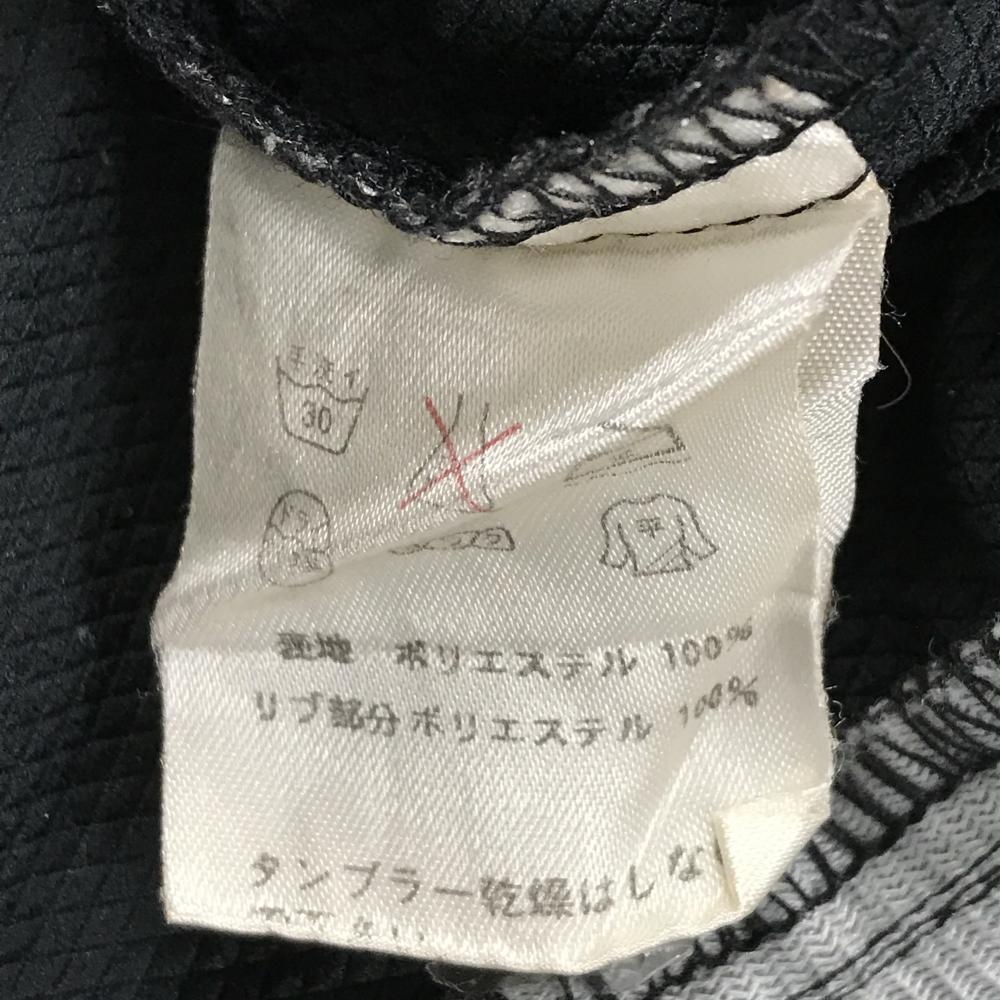 手洗イ
30
ドライ
平
表地 ポリエステル 100%
リブ部分 ポリエステル 100%
タンブラー乾燥はしな